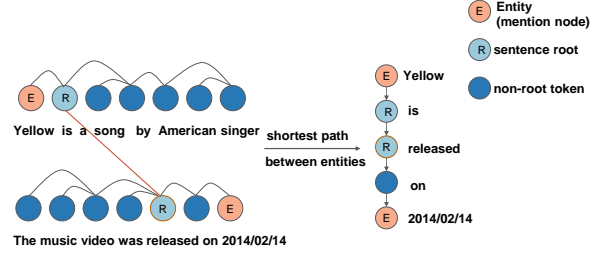 E Entity
(mention node)
R sentence root
non-root token
E R
Yellow is a song by American singer
R E
The music video was released on 2014/02/14
shortest path
between entities
E Yellow
R is
R released
on
E 2014/02/14